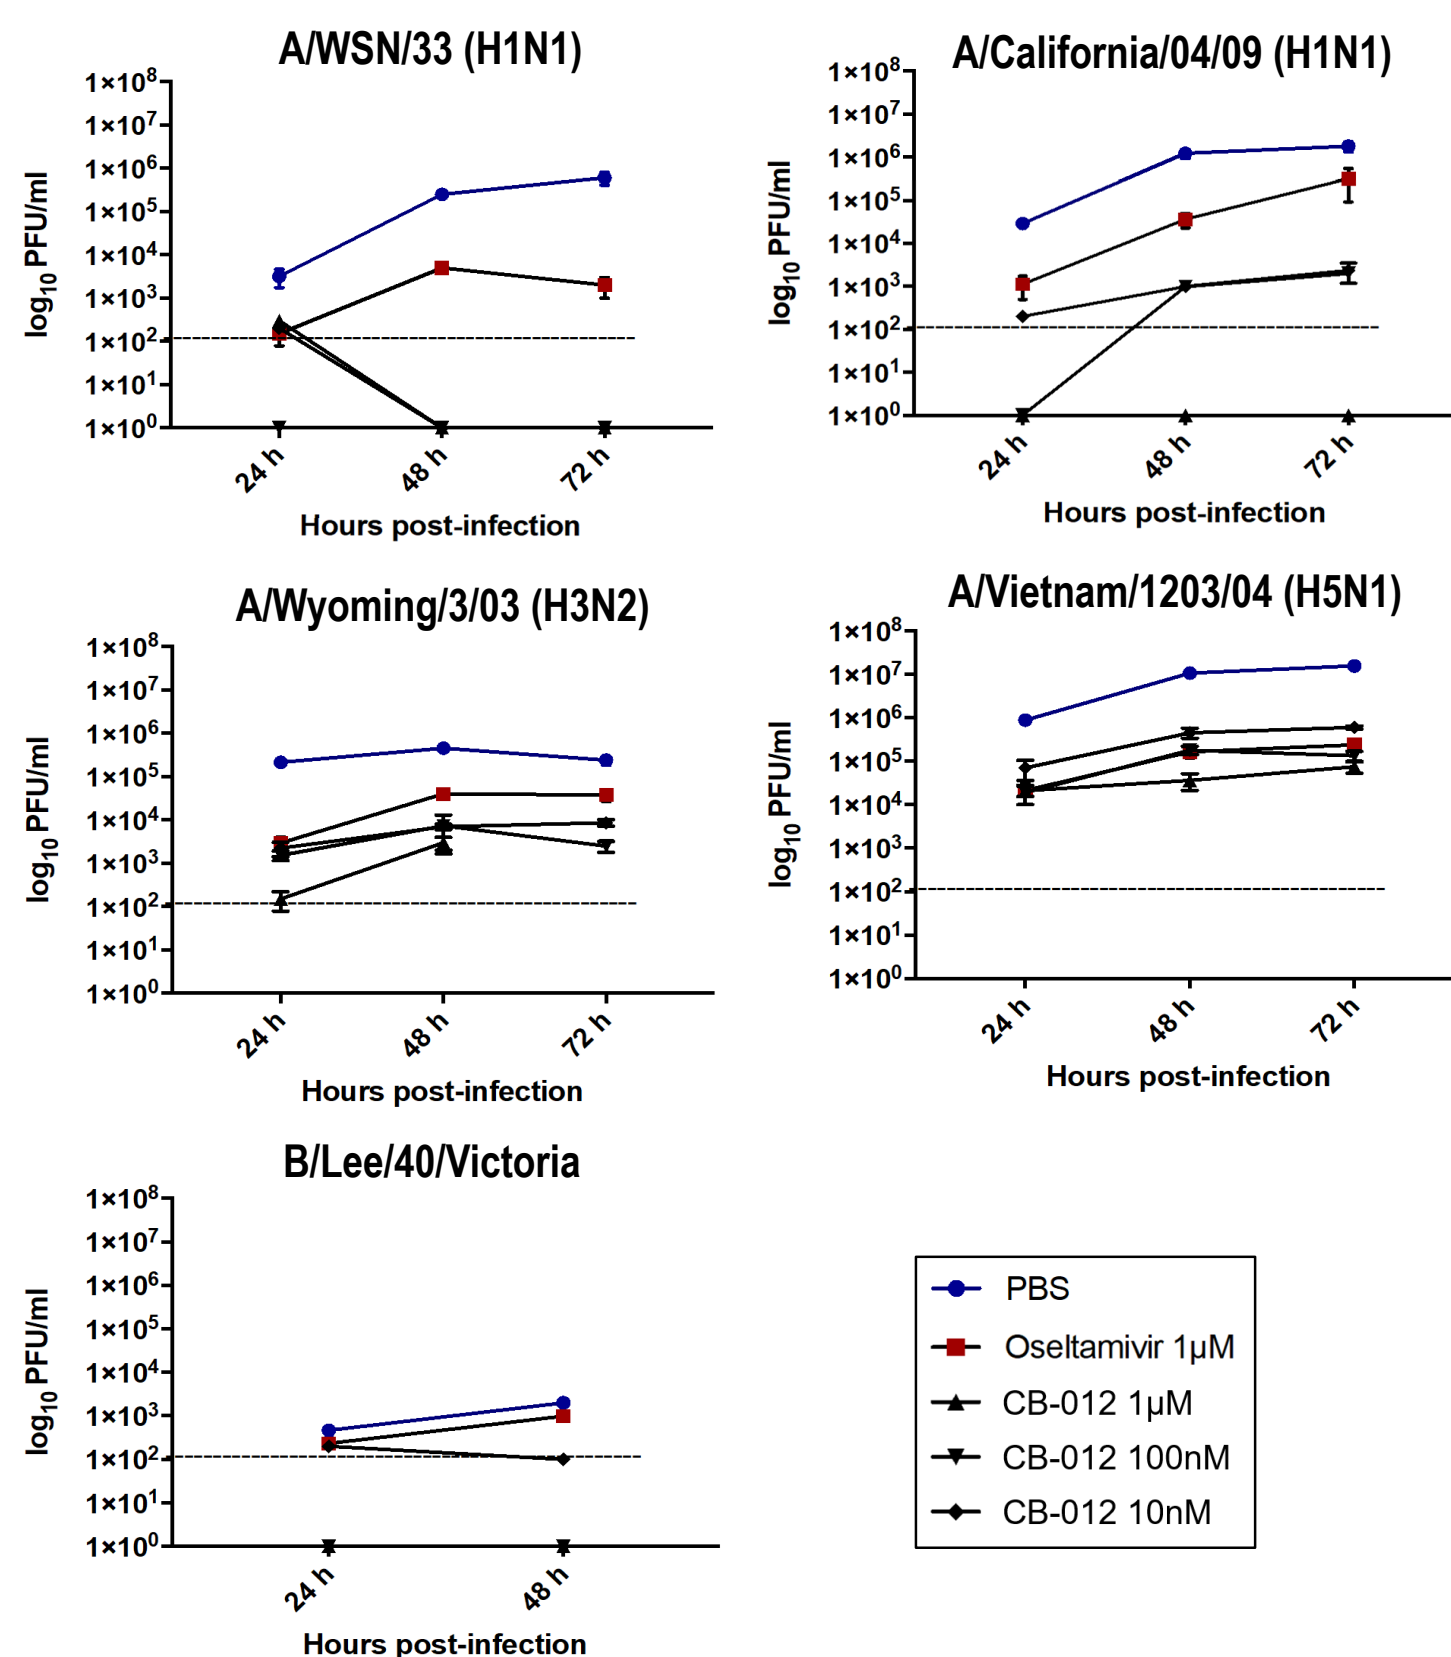 A/WSN/33 (H1N1)
1×10⁸
1×10⁷
1×10⁶
1×10⁵
1×10⁴
1×10³
1×10²
1×10¹
1×10⁰
log₁₀ PFU/ml
24 h
48 h
72 h
Hours post-infection
A/California/04/09 (H1N1)
1×10⁸
1×10⁷
1×10⁶
1×10⁵
1×10⁴
1×10³
1×10²
1×10¹
1×10⁰
log₁₀ PFU/ml
24 h
48 h
72 h
Hours post-infection
A/Wyoming/3/03 (H3N2)
1×10⁸
1×10⁷
1×10⁶
1×10⁵
1×10⁴
1×10³
1×10²
1×10¹
1×10⁰
log₁₀ PFU/ml
24 h
48 h
72 h
Hours post-infection
A/Vietnam/1203/04 (H5N1)
1×10⁸
1×10⁷
1×10⁶
1×10⁵
1×10⁴
1×10³
1×10²
1×10¹
1×10⁰
log₁₀ PFU/ml
24 h
48 h
72 h
Hours post-infection
B/Lee/40/Victoria
1×10⁸
1×10⁷
1×10⁶
1×10⁵
1×10⁴
1×10³
1×10²
1×10¹
1×10⁰
log₁₀ PFU/ml
24 h
48 h
Hours post-infection
PBS
Oseltamivir 1µM
CB-012 1µM
CB-012 100nM
CB-012 10nM